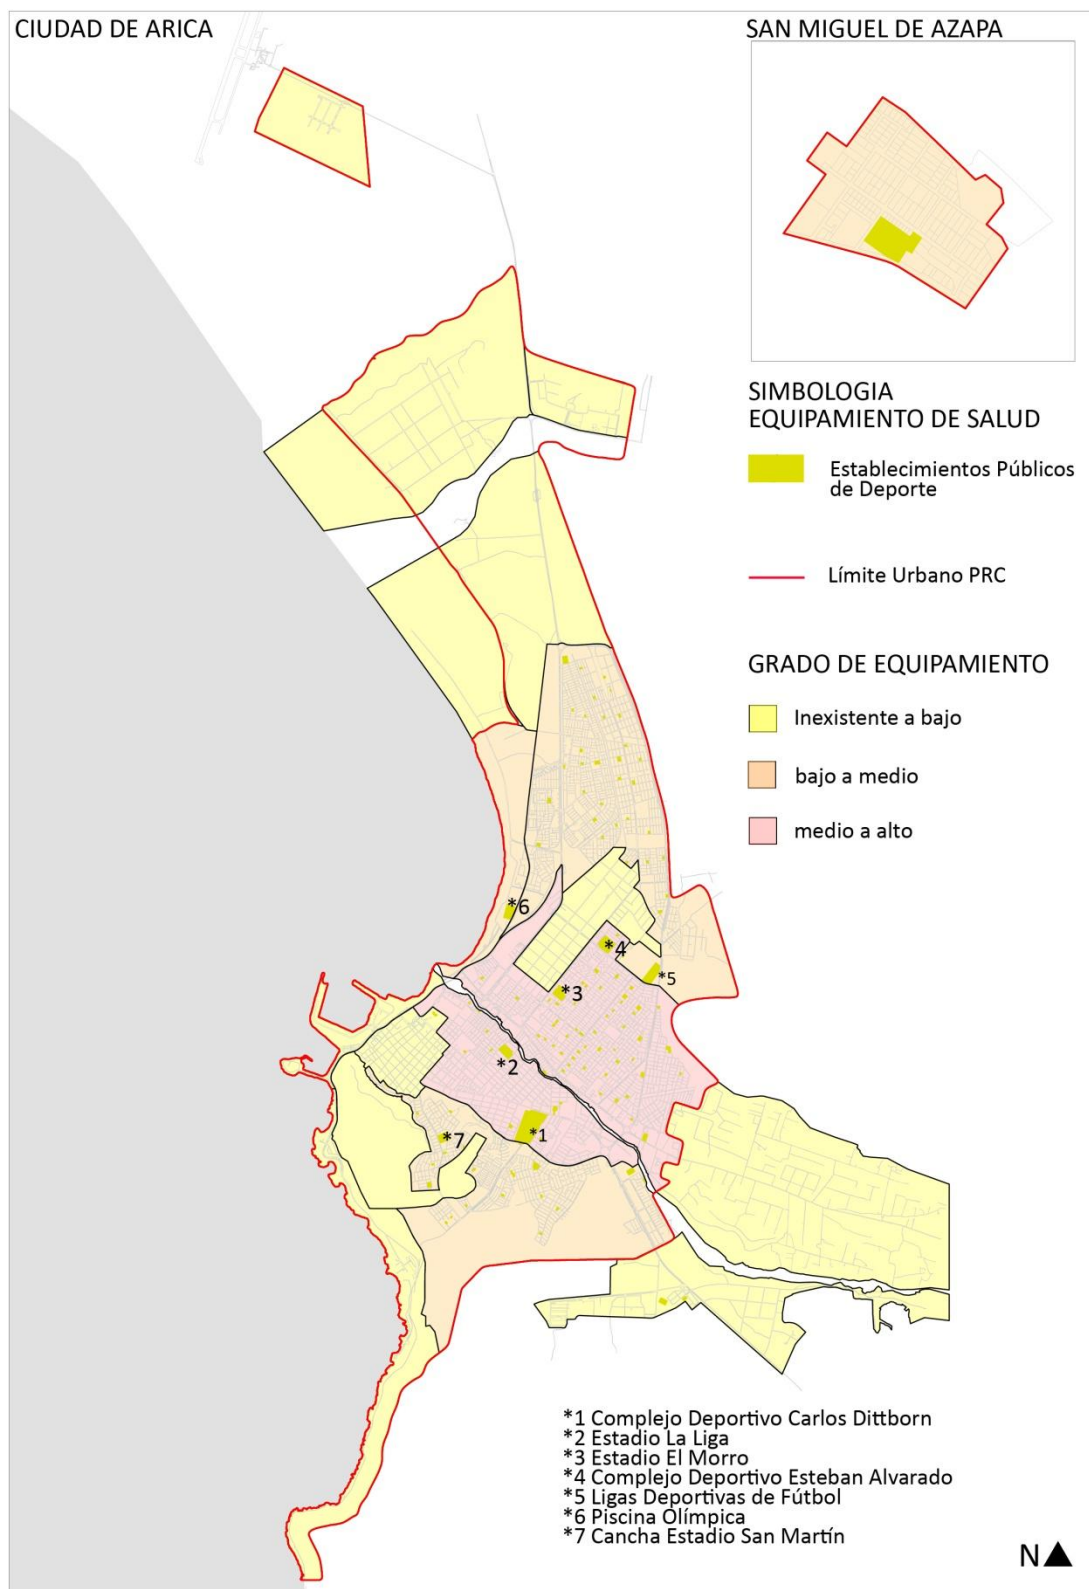 CIUDAD DE ARICA
SAN MIGUEL DE AZAPA
SIMBOLOGIA
EQUIPAMIENTO DE SALUD
Establecimientos Públicos
de Deporte
Límite Urbano PRC
GRADO DE EQUIPAMIENTO
Inexistente a bajo
bajo a medio
medio a alto
*6
*4
*5
*3
*2
*1
*7
*1 Complejo Deportivo Carlos Dittborn
*2 Estadio La Liga
*3 Estadio El Morro
*4 Complejo Deportivo Esteban Alvarado
*5 Ligas Deportivas de Fútbol
*6 Piscina Olímpica
*7 Cancha Estadio San Martín
N